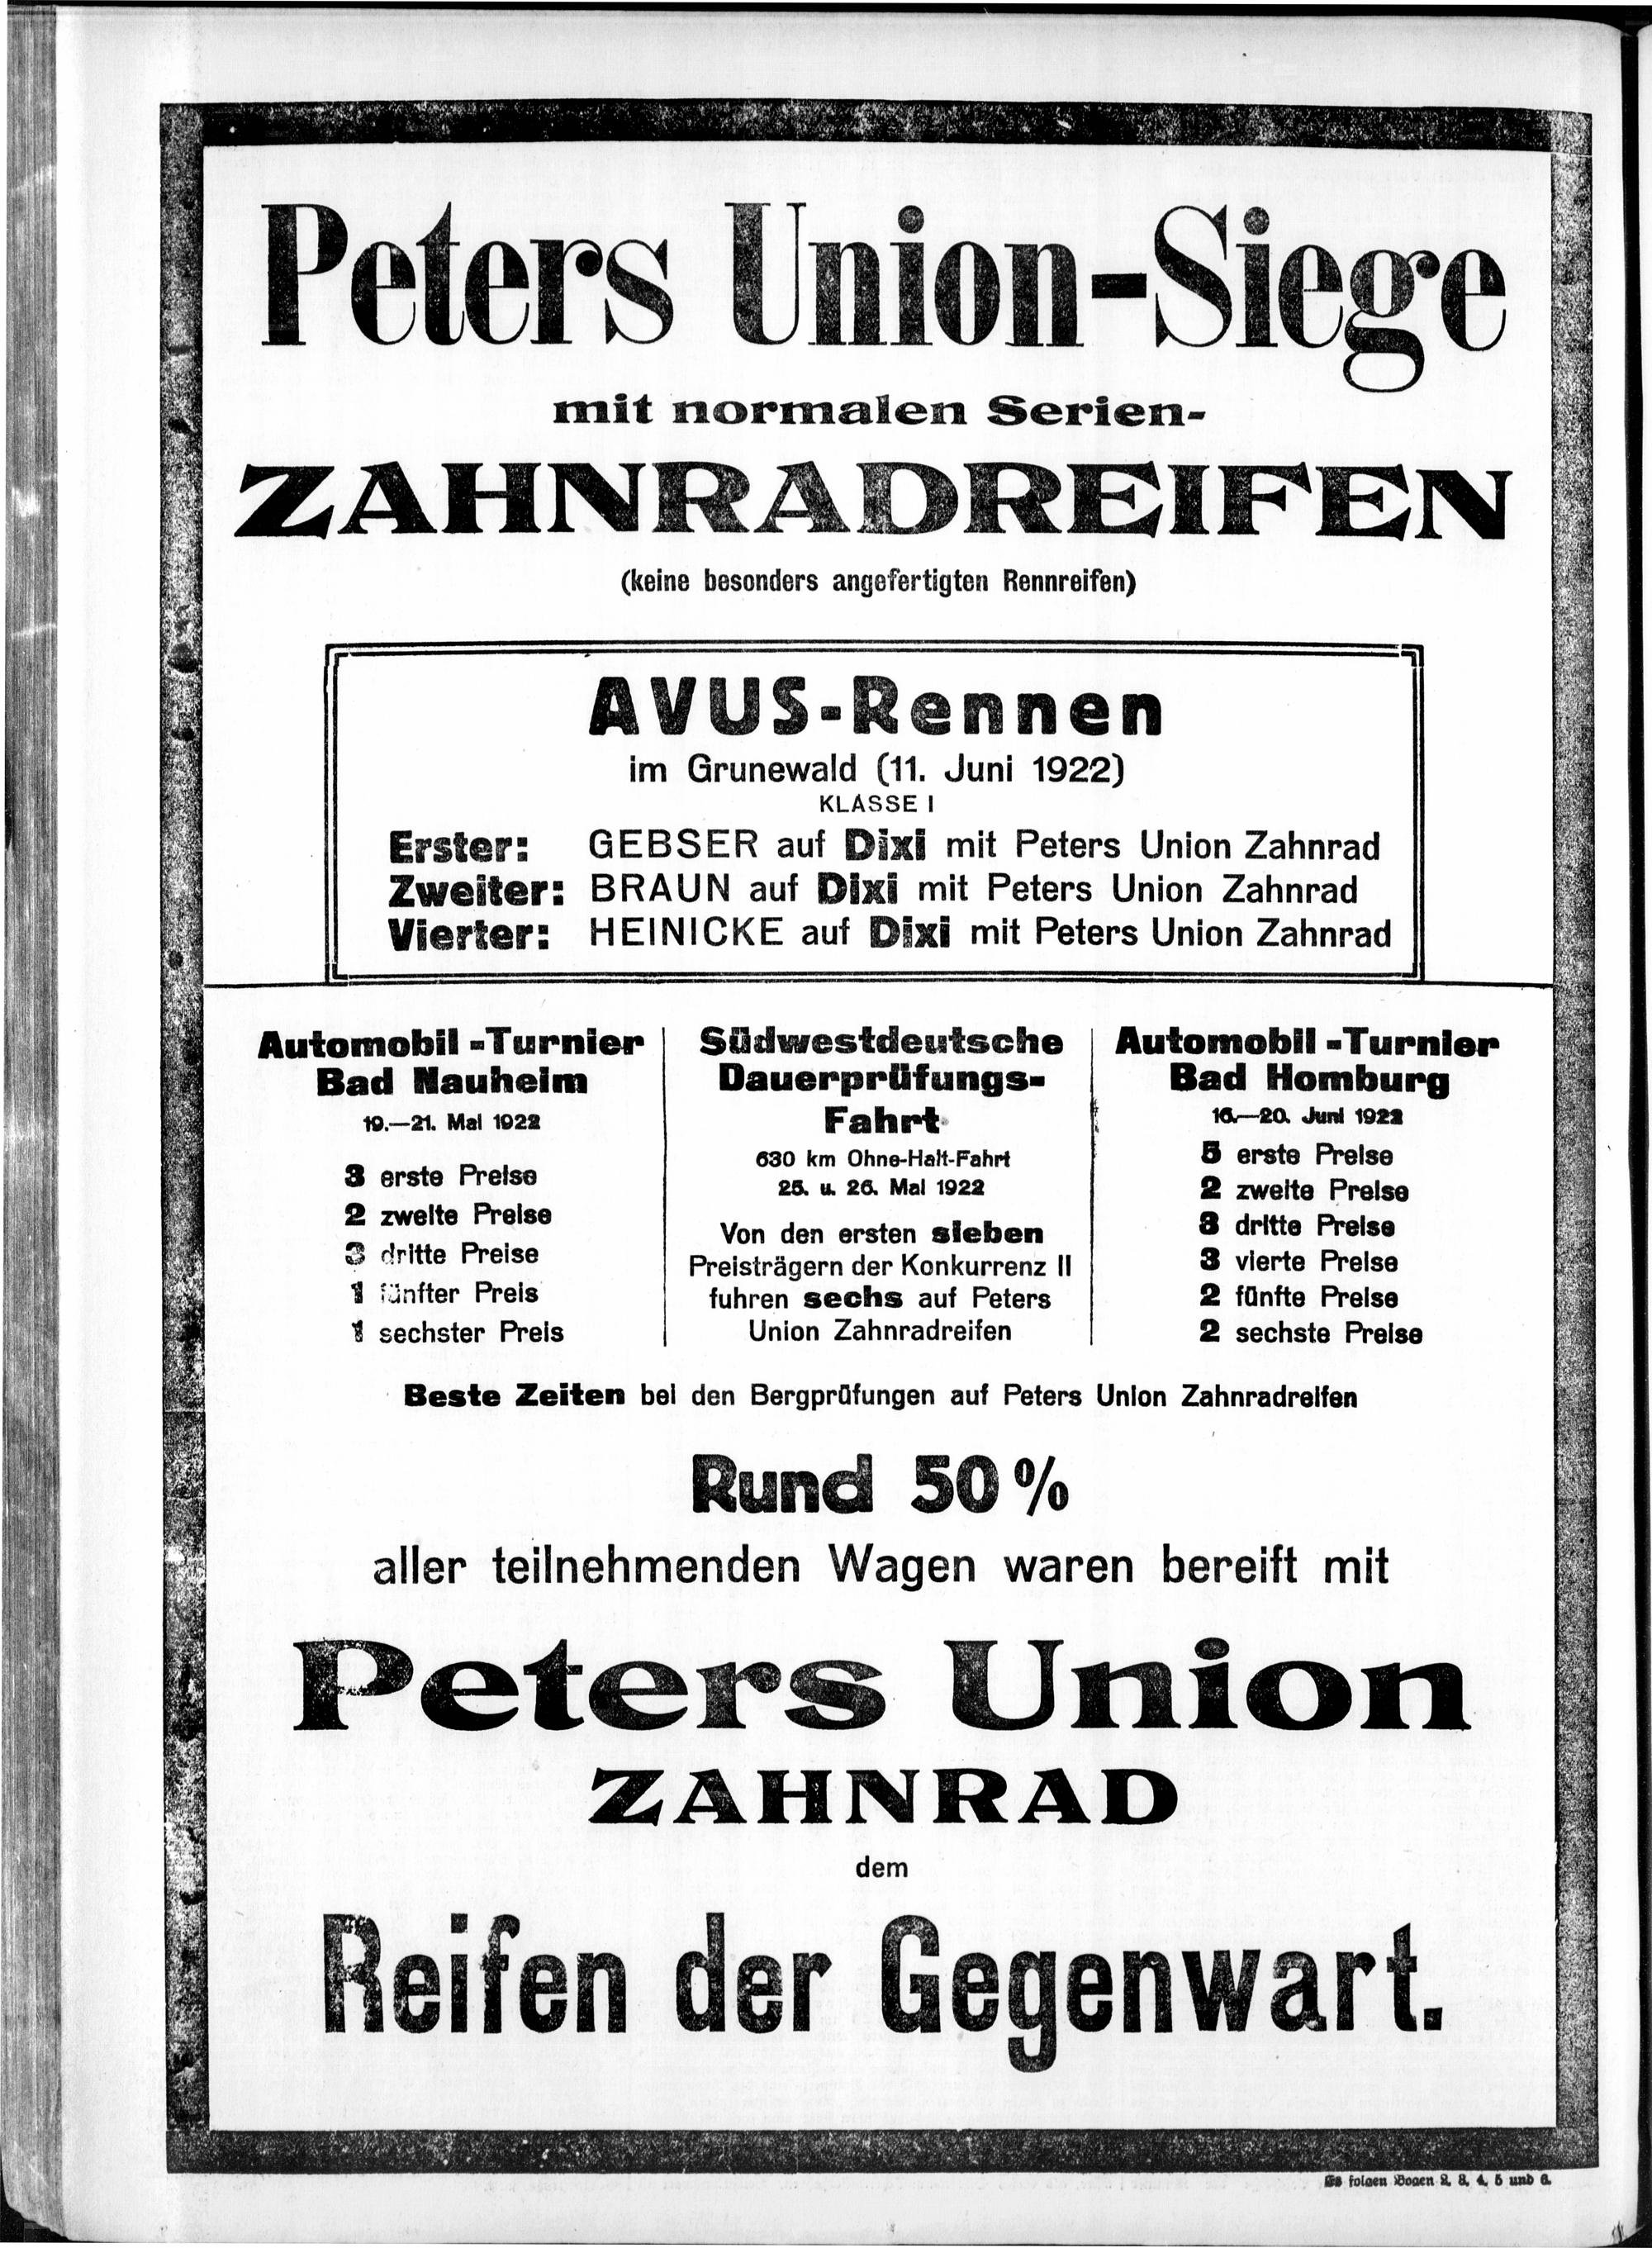 Peters Union-Siege
mit normalen Serien-
ZAHNRADREIFEN
(keine besonders angefertigten Rennreifen)
AVUS-Rennen
im Grunewald (11. Juni 1922)
KLASSE I
Erster: GEBSER auf Dixi mit Peters Union Zahnrad
Zweiter: BRAUN auf Dixi mit Peters Union Zahnrad
Vierter: HEINICKE auf Dixi mit Peters Union Zahnrad
Automobil-Turnier
Bad Nauheim
19.—21. Mai 1922
3 erste Preise
2 zweite Preise
3 dritte Preise
1 fünfter Preis
1 sechster Preis
Südwestdeutsche
Dauerprüfungs-
Fahrt
630 km Ohne-Halt-Fahrt
25. u. 26. Mai 1922
Von den ersten sieben
Preisträgern der Konkurrenz II
fuhren sechs auf Peters
Union Zahnradreifen
Automobil-Turnier
Bad Homburg
16.—20. Juni 1922
5 erste Preise
2 zweite Preise
3 dritte Preise
3 vierte Preise
2 fünfte Preise
2 sechste Preise
Beste Zeiten bei den Bergprüfungen auf Peters Union Zahnradreifen
Rund 50%
aller teilnehmenden Wagen waren bereift mit
Peters Union
ZAHNRAD
dem
Reifen der Gegenwart.
Es folgen Bogen 2, 3, 4, 5 und 6.